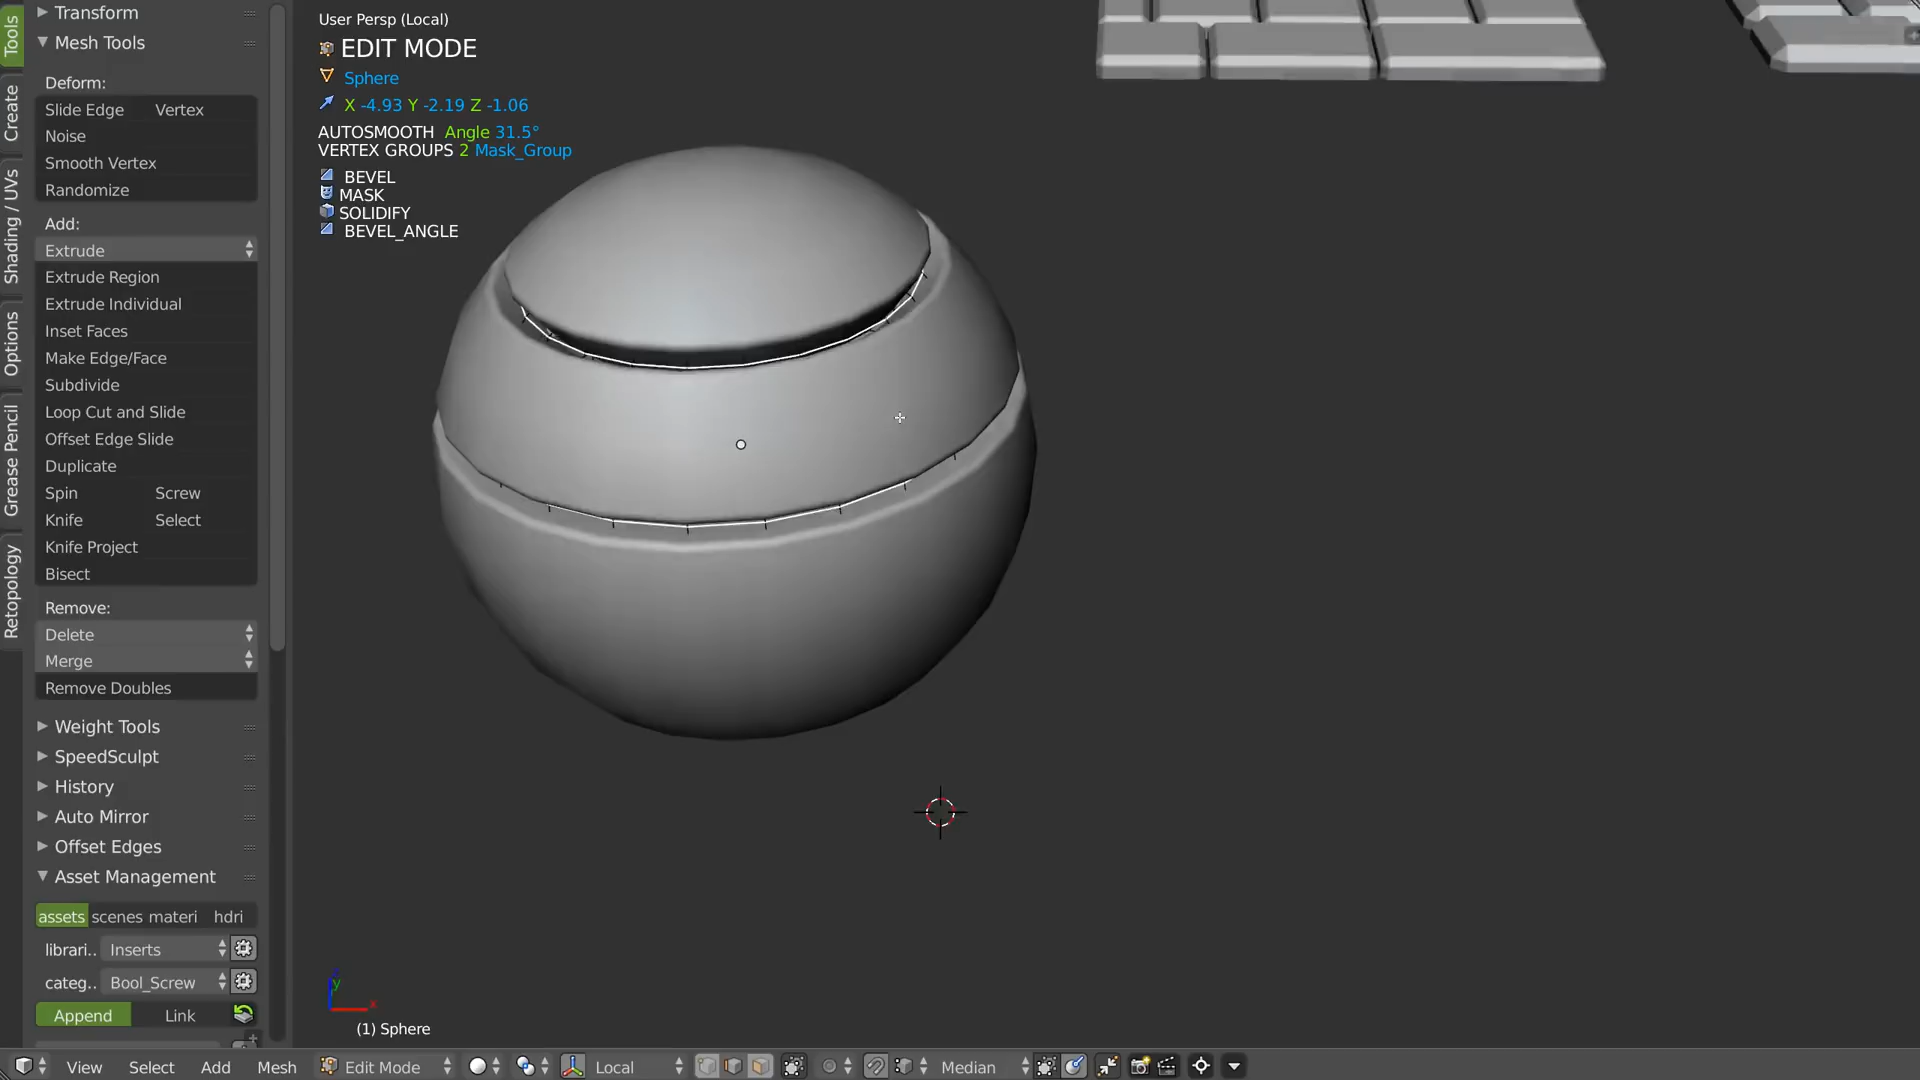 Tools
Create
Shading / UVs
Options
Grease Pencil
Retopology
Transform
Mesh Tools
Deform:
Slide Edge Vertex
Noise
Smooth Vertex
Randomize
Add:
Extrude
Extrude Region
Extrude Individual
Inset Faces
Make Edge/Face
Subdivide
Loop Cut and Slide
Offset Edge Slide
Duplicate
Spin Screw
Knife Select
Knife Project
Bisect
Remove:
Delete
Merge
Remove Doubles
Weight Tools
SpeedSculpt
History
Auto Mirror
Offset Edges
Asset Management
assets scenes materi hdri
librari.. Inserts
categ.. Bool_Screw
Append Link
User Persp (Local)
EDIT MODE
Sphere
X -4.93 Y -2.19 Z -1.06
AUTOSMOOTH Angle 31.5°
VERTEX GROUPS 2 Mask_Group
BEVEL
MASK
SOLIDIFY
BEVEL_ANGLE
y
x
(1) Sphere
View Select Add Mesh Edit Mode Local Median